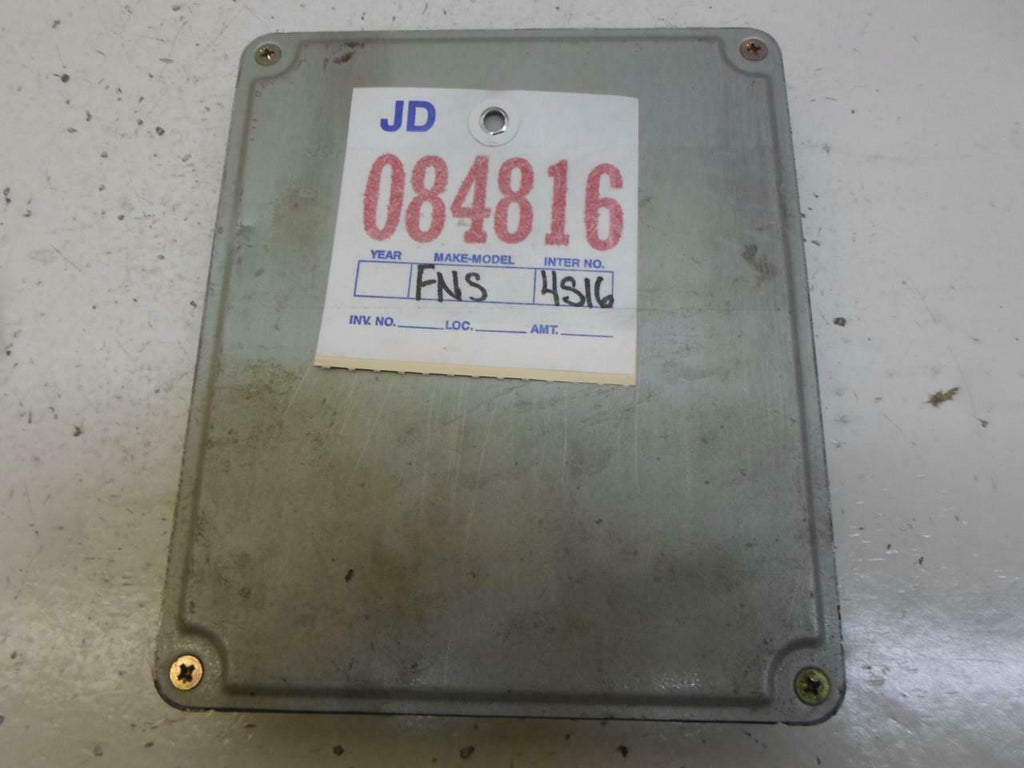 JD
084816
YEAR MAKE-MODEL INTER NO.
FNS 4S16
INV. NO. LOC. AMT.